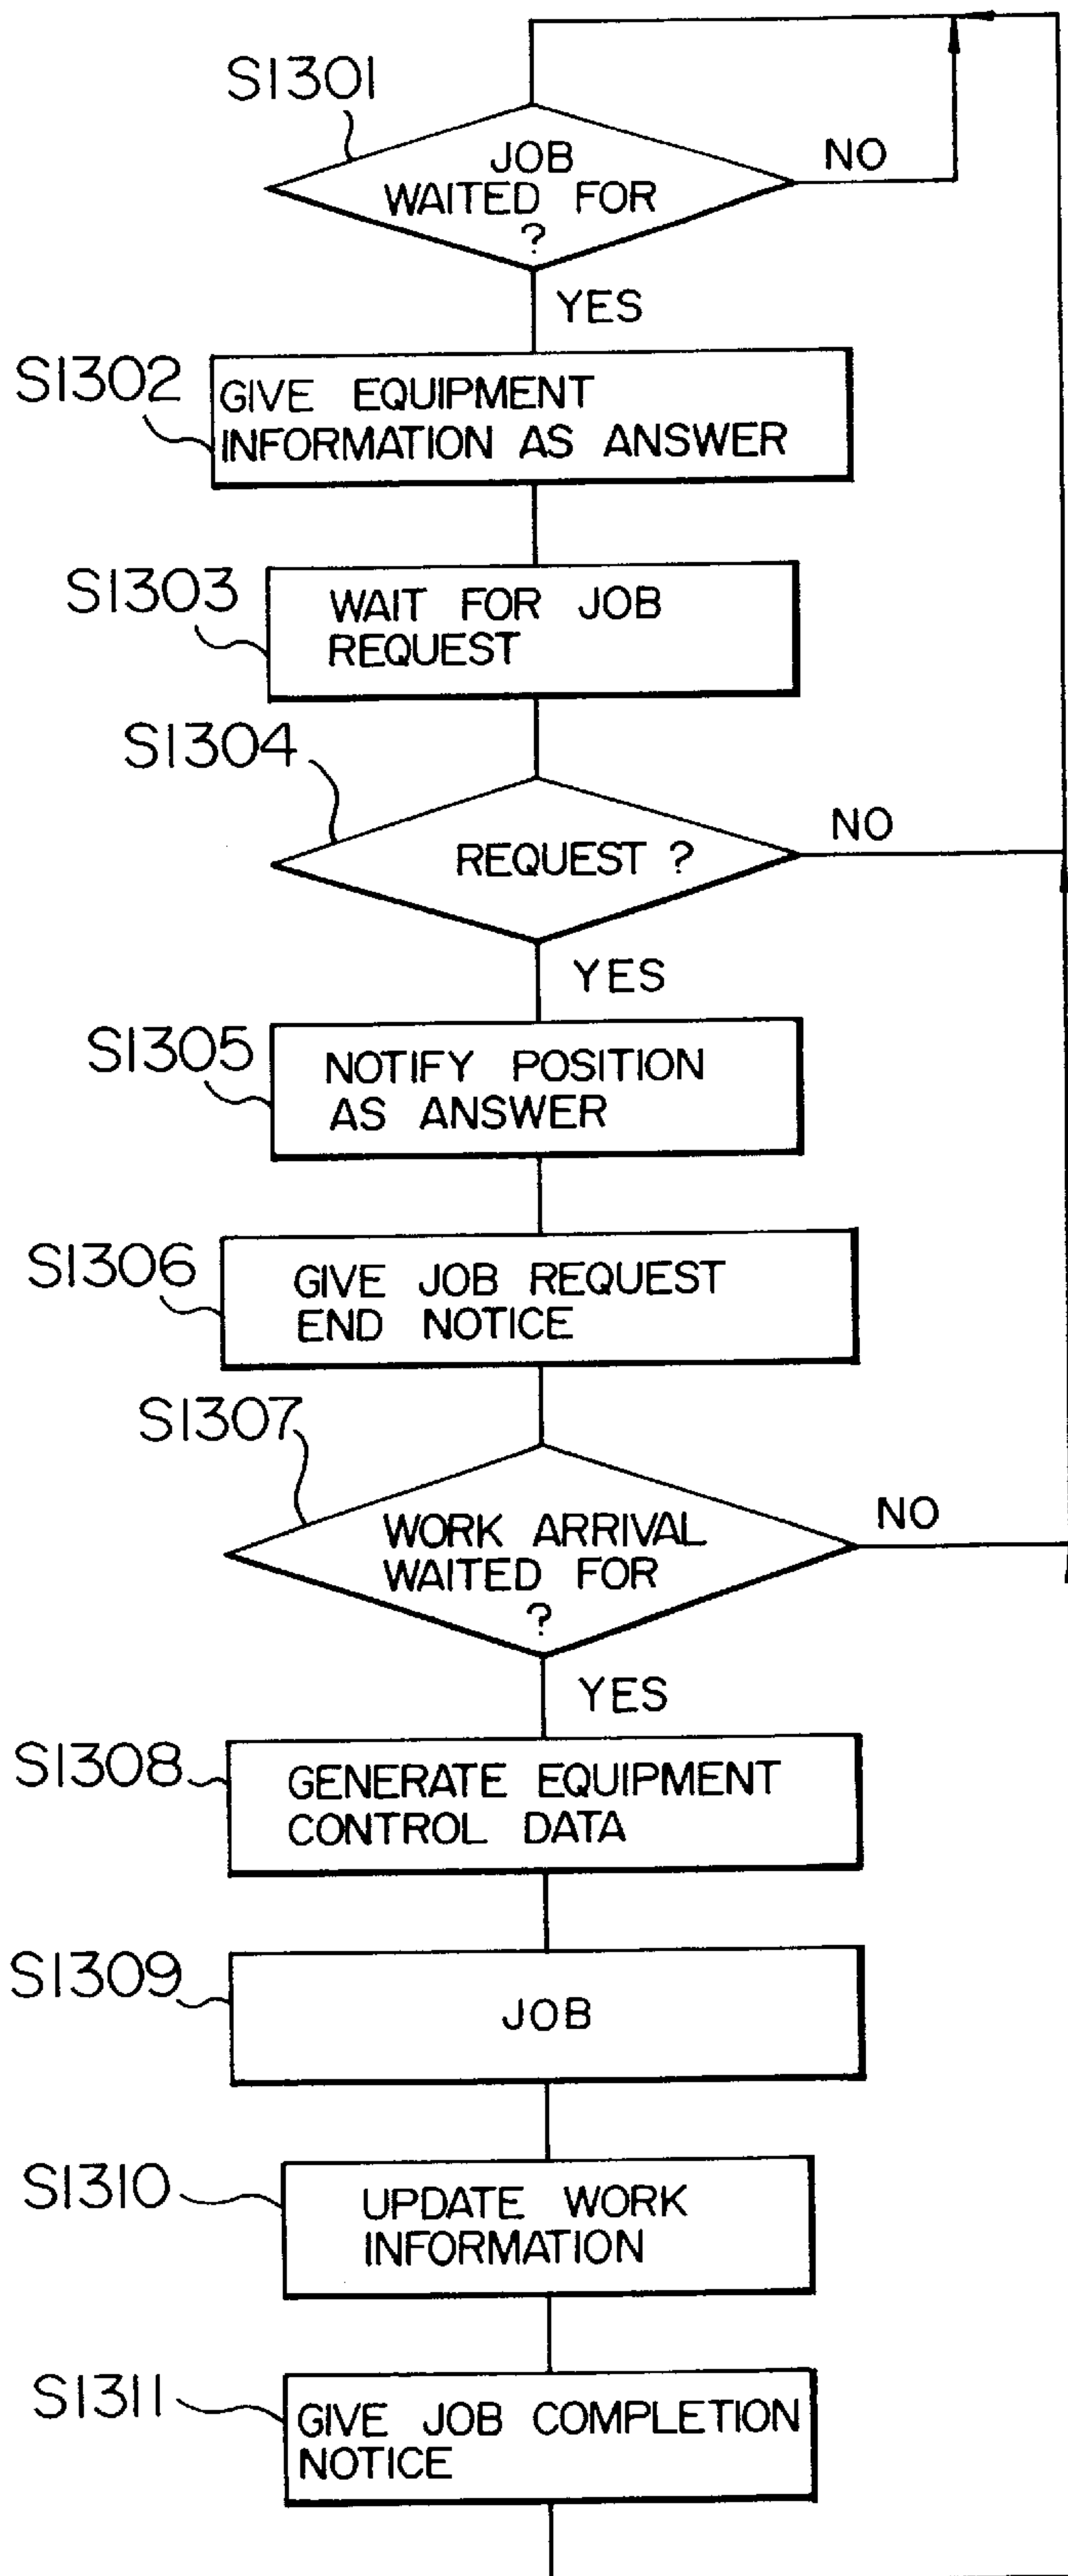 S1301
JOB
WAITED FOR
?
NO
YES
S1302
GIVE EQUIPMENT
INFORMATION AS ANSWER
S1303
WAIT FOR JOB
REQUEST
S1304
REQUEST ?
NO
YES
S1305
NOTIFY POSITION
AS ANSWER
S1306
GIVE JOB REQUEST
END NOTICE
S1307
WORK ARRIVAL
WAITED FOR
?
NO
YES
S1308
GENERATE EQUIPMENT
CONTROL DATA
S1309
JOB
S1310
UPDATE WORK
INFORMATION
S1311
GIVE JOB COMPLETION
NOTICE